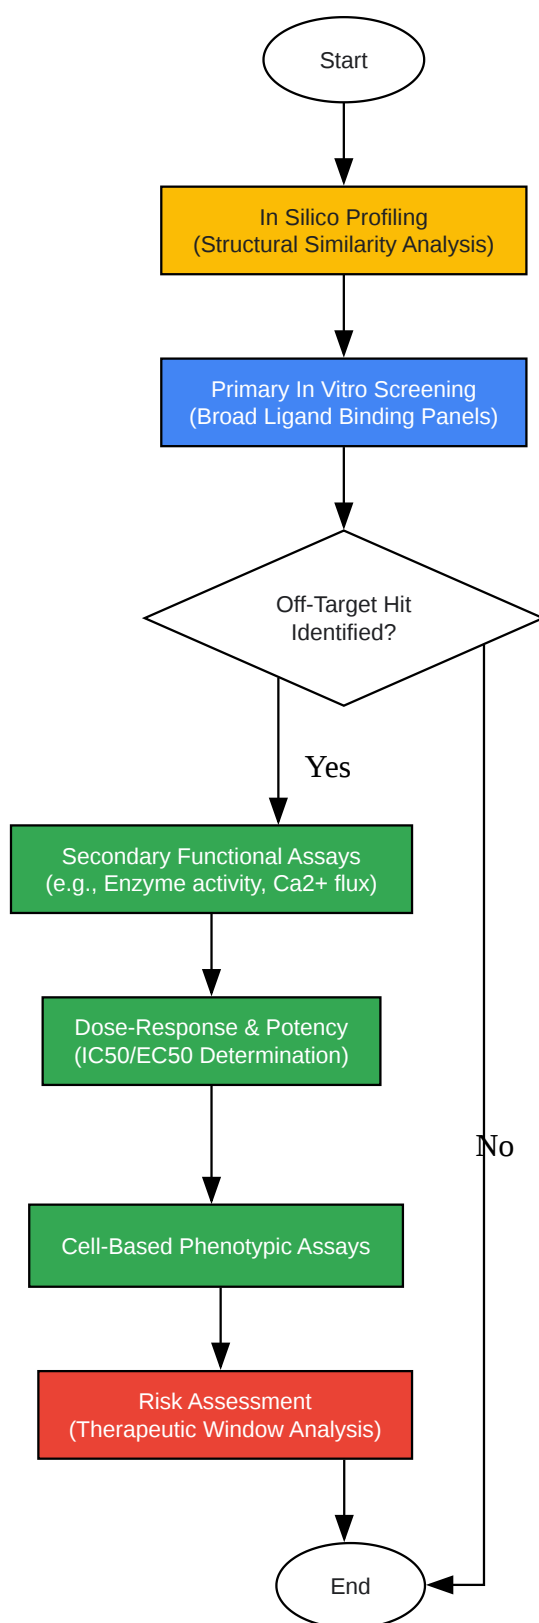 Start
In Silico Profiling
(Structural Similarity Analysis)
Primary In Vitro Screening
(Broad Ligand Binding Panels)
Off-Target Hit
Identified?
Yes
Secondary Functional Assays
(e.g., Enzyme activity, Ca2+ flux)
Dose-Response & Potency
(IC50/EC50 Determination)
No
Cell-Based Phenotypic Assays
Risk Assessment
(Therapeutic Window Analysis)
End